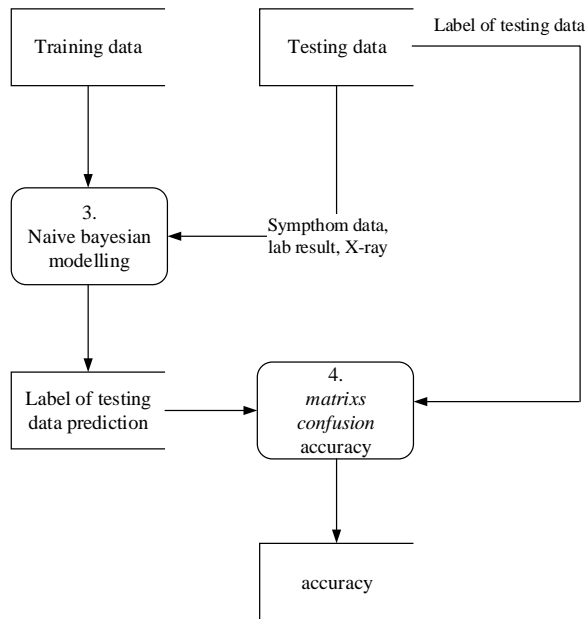 Label of testing data
Training data
Testing data
3.
Naive bayesian
modelling
Sympthom data,
lab result, X-ray
Label of testing
data prediction
4.
matrixs
confusion
accuracy
accuracy